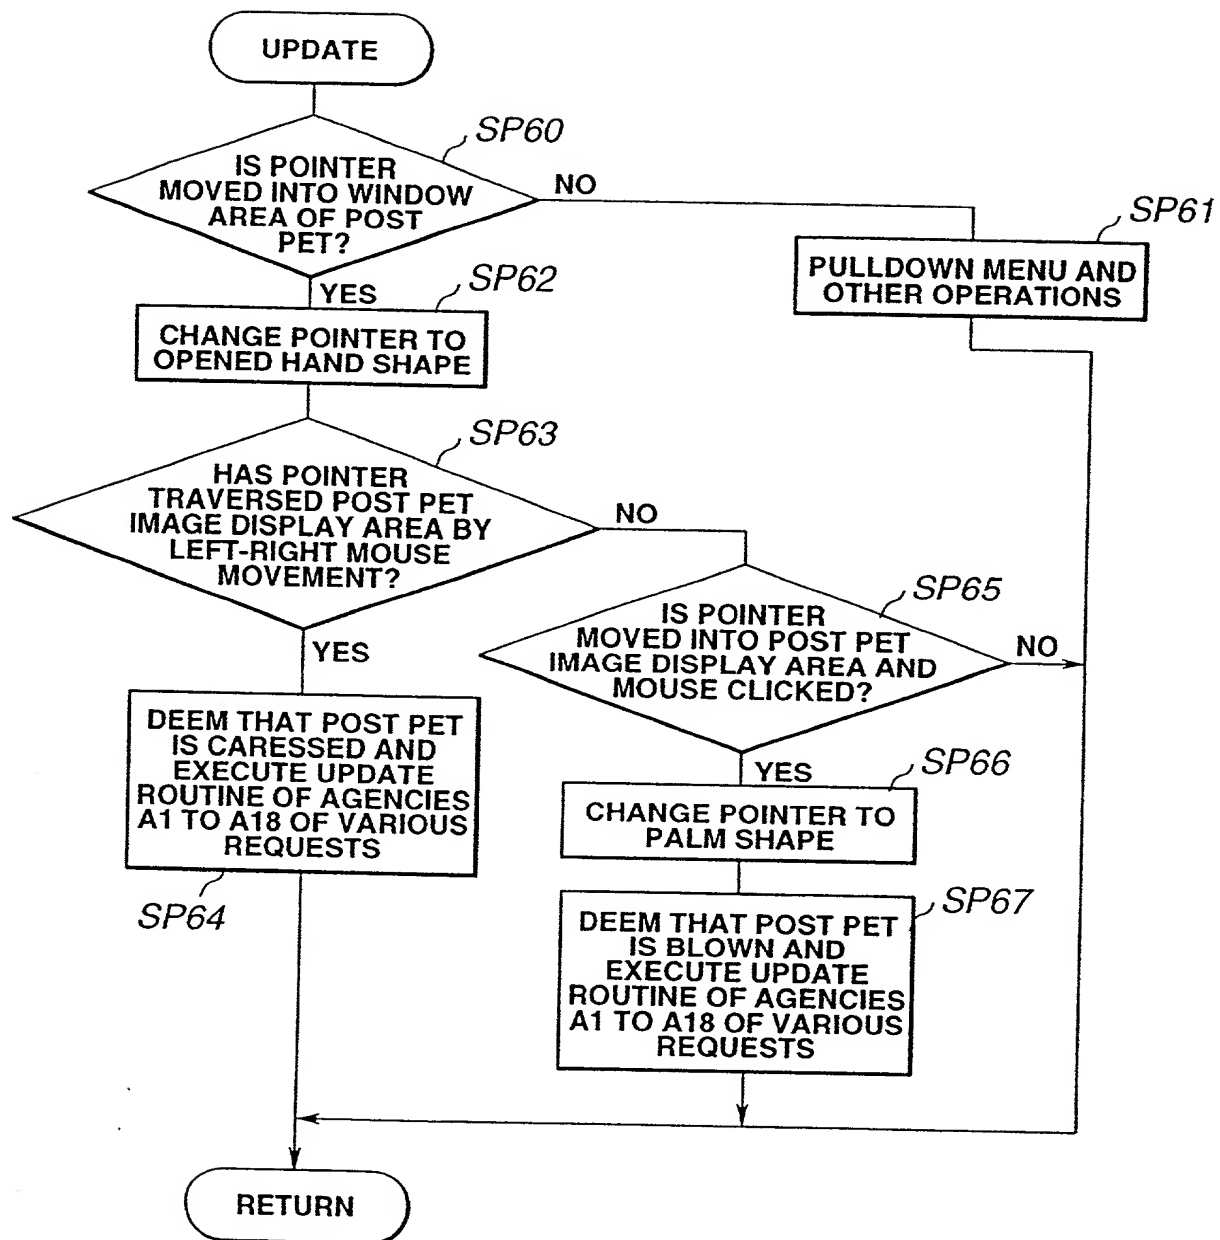 UPDATE
SP60
IS POINTER
MOVED INTO WINDOW
AREA OF POST
PET?
NO
SP61
PULLDOWN MENU AND
OTHER OPERATIONS
YES
SP62
CHANGE POINTER TO
OPENED HAND SHAPE
SP63
HAS POINTER
TRAVERSED POST PET
IMAGE DISPLAY AREA BY
LEFT-RIGHT MOUSE
MOVEMENT?
NO
SP65
IS POINTER
MOVED INTO POST PET
IMAGE DISPLAY AREA AND
MOUSE CLICKED?
NO
YES
DEEM THAT POST PET
IS CARESSED AND
EXECUTE UPDATE
ROUTINE OF AGENCIES
A1 TO A18 OF VARIOUS
REQUESTS
SP64
YES
SP66
CHANGE POINTER TO
PALM SHAPE
SP67
DEEM THAT POST PET
IS BLOWN AND
EXECUTE UPDATE
ROUTINE OF AGENCIES
A1 TO A18 OF VARIOUS
REQUESTS
RETURN